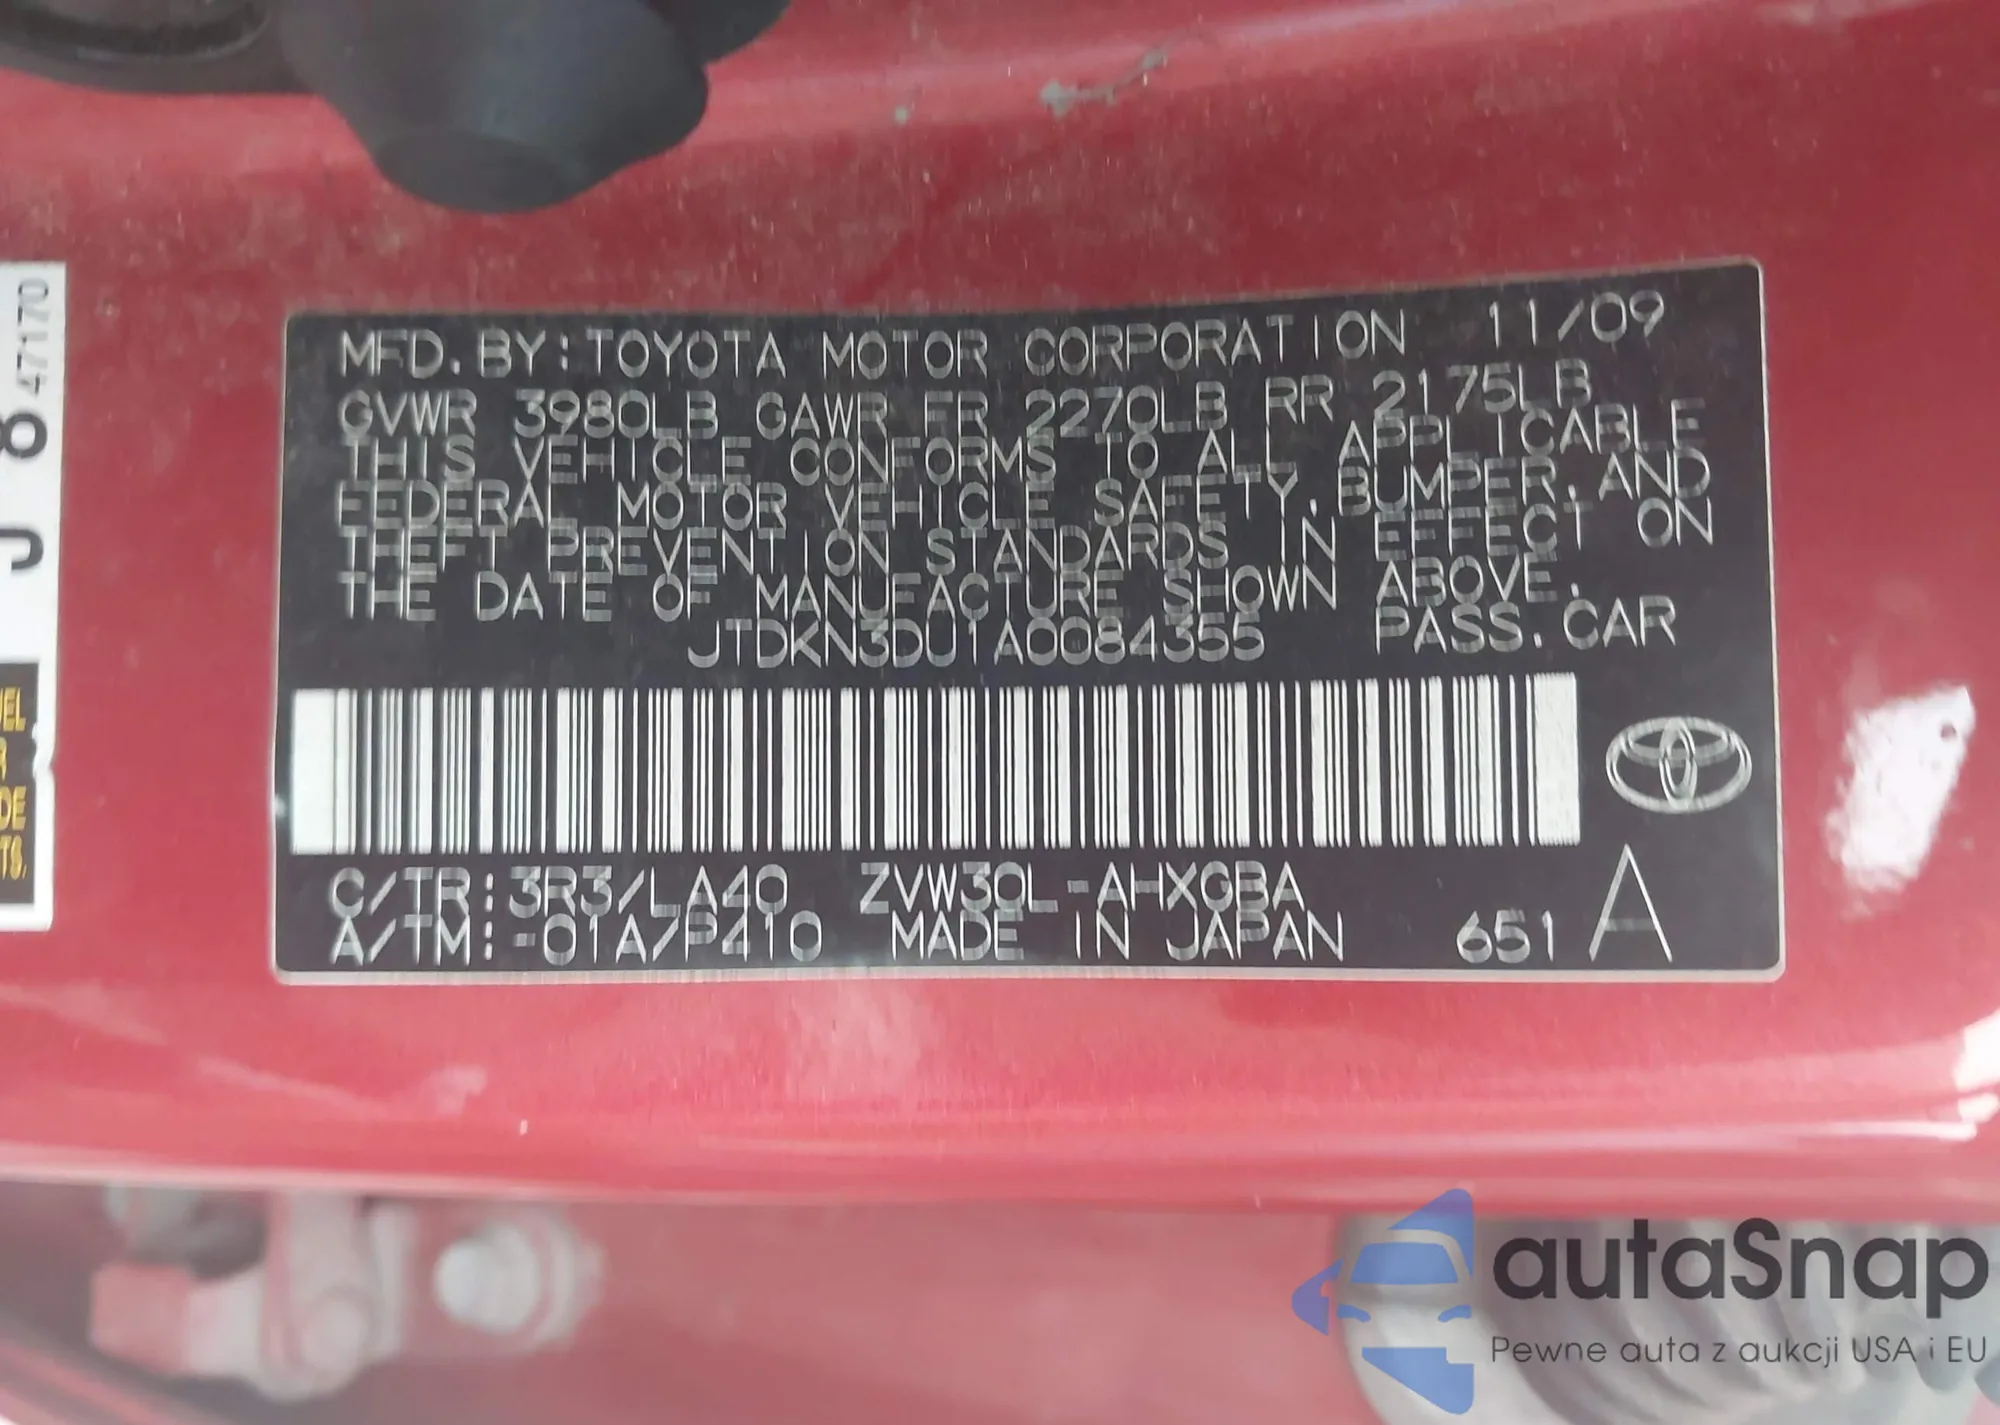 MFD. BY: TOYOTA MOTOR CORPORATION 11/09
GVWR 3980LB GAWR FR 2270LB RR 2175LB
THIS VEHICLE CONFORMS TO ALL APPLICABLE
FEDERAL MOTOR VEHICLE SAFETY, BUMPER, AND
THEFT PREVENTION STANDARDS IN EFFECT ON
THE DATE OF MANUFACTURE SHOWN ABOVE.
JTDKN3DU1A0084355 PASS. CAR
C/TR: 3R3/LA40 ZVW30L-AHXGBA
A/TM: -01A/P410 MADE IN JAPAN 651 A
J 8 47170
autaSnap
Pewne auta z aukcji USA i EU